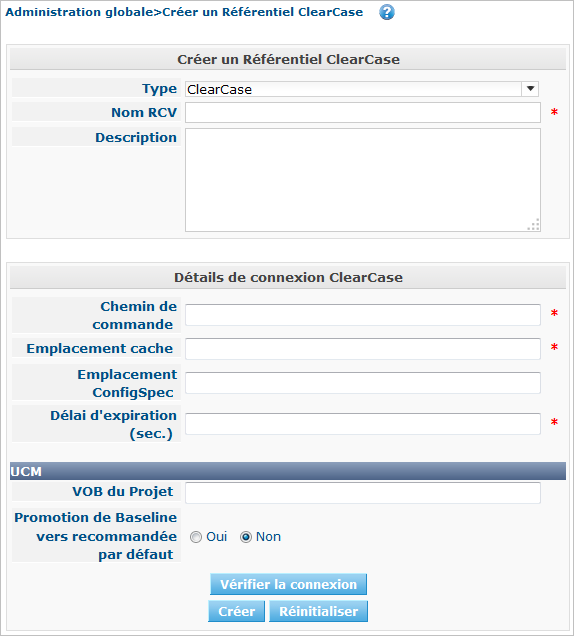 Administration globale>Créer un Référentiel ClearCase ?
Créer un Référentiel ClearCase
Type ClearCase
Nom RCV *
Description
Détails de connexion ClearCase
Chemin de
commande *
Emplacement cache *
Emplacement
ConfigSpec
Délai d'expiration
(sec.) *
UCM
VOB du Projet
Promotion de Baseline
vers recommandée Oui Non
par défaut
Vérifier la connexion
Créer Réinitialiser